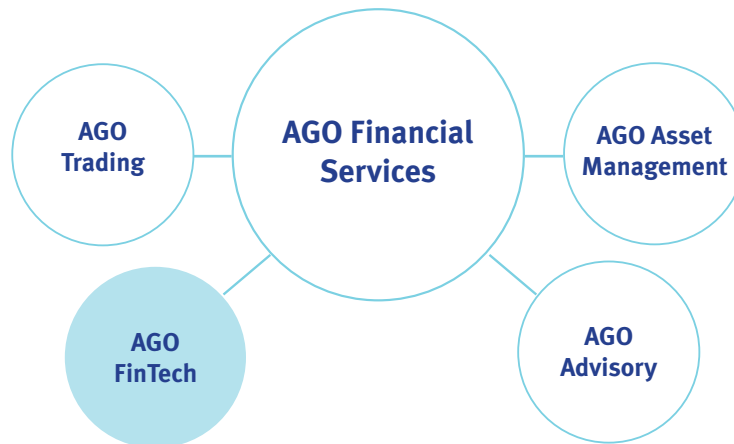 AGO
Trading
AGO Financial
Services
AGO Asset
Management
AGO
FinTech
AGO
Advisory